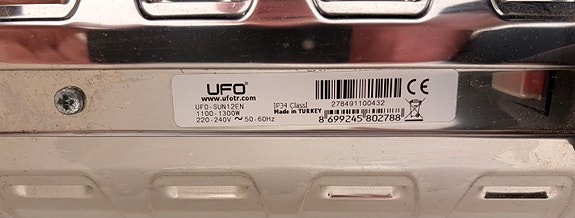 UFO®
www.ufotr.com
UFO-SUN12EN
1100-1300W
220-240V ~ 50-60Hz
IP34 ClassI
Made in TURKEY
278491100432
8 699245 802788
CE